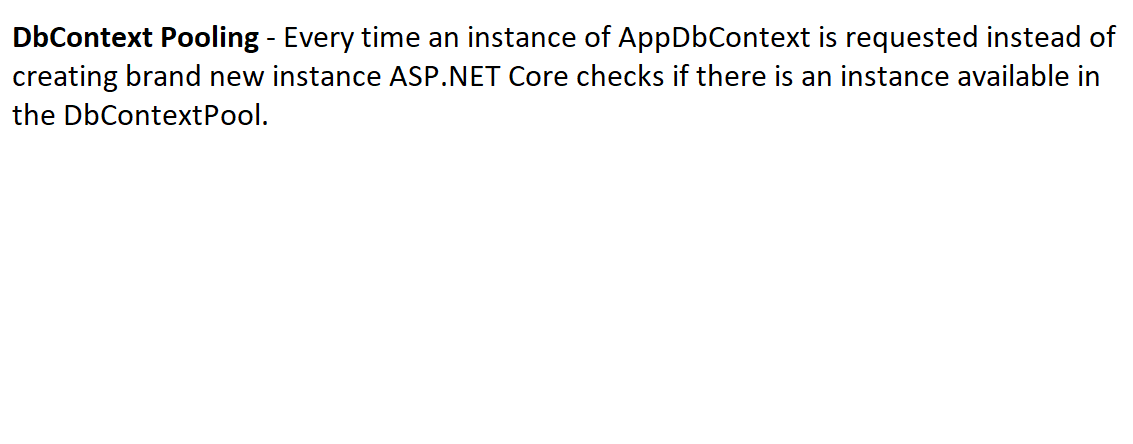 DbContext Pooling - Every time an instance of AppDbContext is requested instead of
creating brand new instance ASP.NET Core checks if there is an instance available in
the DbContextPool.